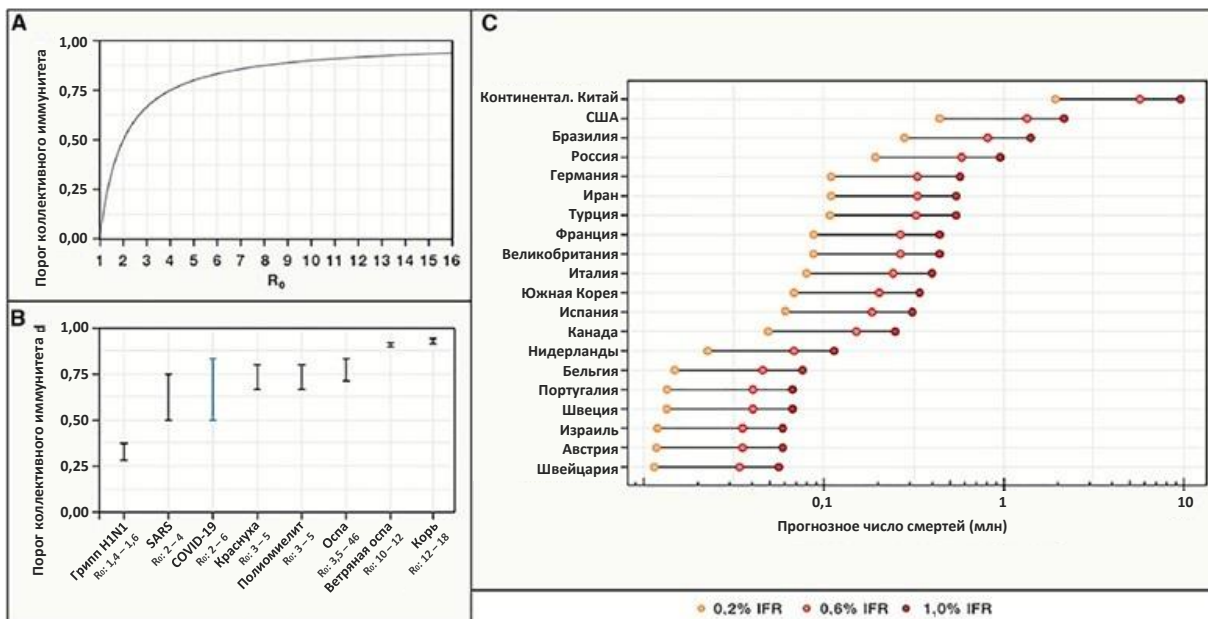 A
Порог коллективного иммунитета
1,00
0,75
0,50
0,25
0,00
1 2 3 4 5 6 7 8 9 10 11 12 13 14 15 16
R₀
B
Порог коллективного иммунитета d
1,00
0,75
0,50
0,25
0,00
Грипп H1N1
R₀: 1,4 – 1,6
SARS
R₀: 2 – 4
COVID-19
R₀: 2 – 6
Краснуха
R₀: 3 – 5
Полиомиелит
R₀: 3 – 5
Оспа
R₀: 3,5 – 46
Ветряная оспа
R₀: 10 – 12
Корь
R₀: 12 – 18
C
Континентал. Китай
США
Бразилия
Россия
Германия
Иран
Турция
Франция
Великобритания
Италия
Южная Корея
Испания
Канада
Нидерланды
Бельгия
Португалия
Швеция
Израиль
Австрия
Швейцария
0,1 1 10
Прогнозное число смертей (млн)
0,2% IFR 0,6% IFR 1,0% IFR